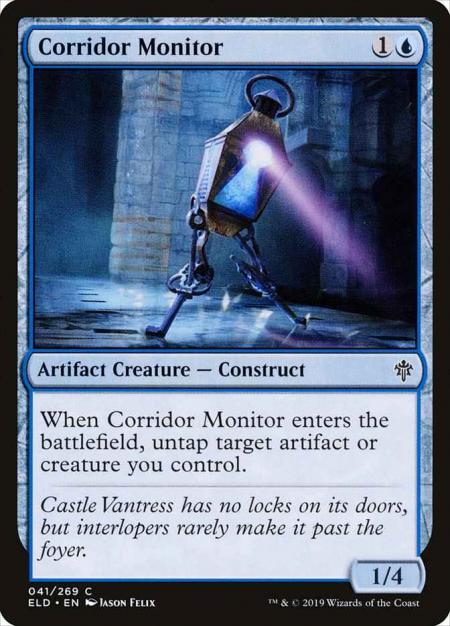 Corridor Monitor 1
Artifact Creature — Construct
When Corridor Monitor enters the
battlefield, untap target artifact or
creature you control.
Castle Vantress has no locks on its doors,
but interlopers rarely make it past the
foyer.
1/4
041/269 C
ELD • EN Jason Felix ™ & © 2019 Wizards of the Coast